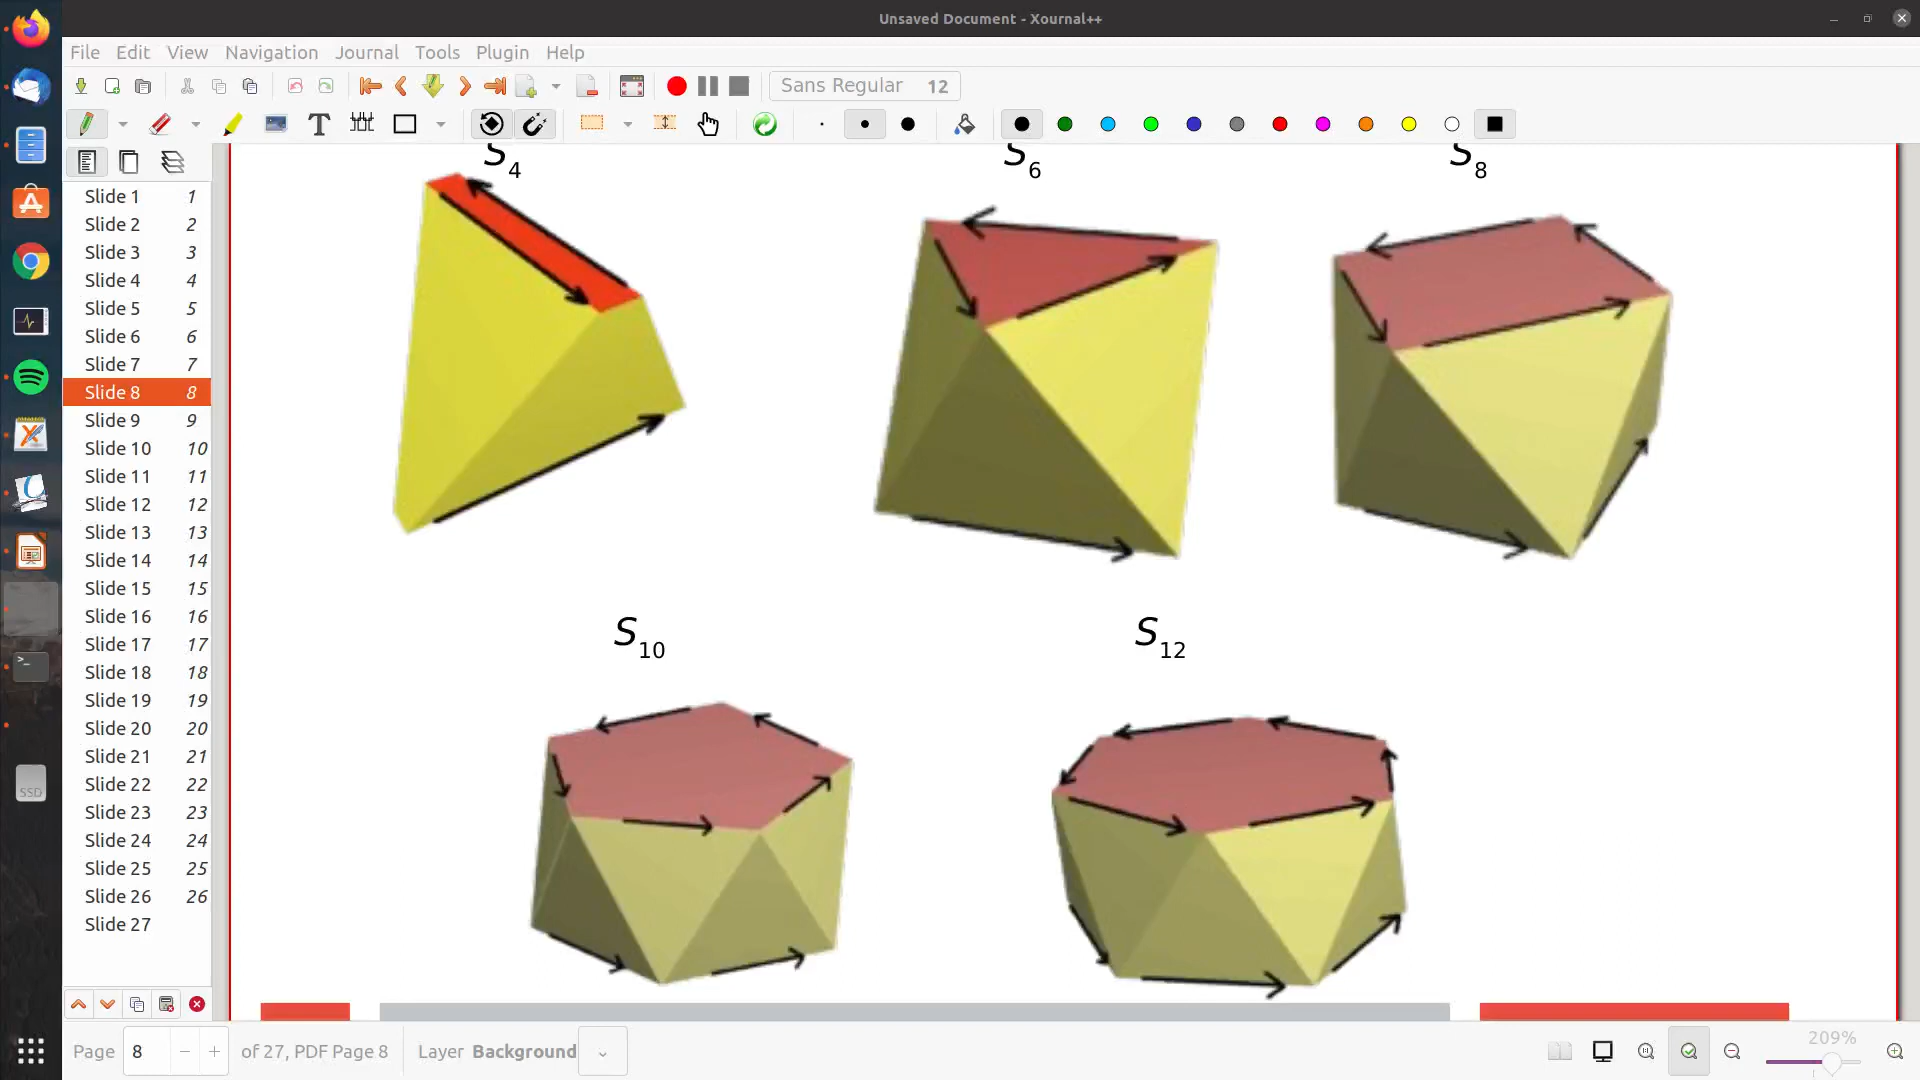 Unsaved Document - Xournal++
File Edit View Navigation Journal Tools Plugin Help
Sans Regular 12
Slide 1 1
Slide 2 2
Slide 3 3
Slide 4 4
Slide 5 5
Slide 6 6
Slide 7 7
Slide 8 8
Slide 9 9
Slide 10 10
Slide 11 11
Slide 12 12
Slide 13 13
Slide 14 14
Slide 15 15
Slide 16 16
Slide 17 17
Slide 18 18
Slide 19 19
Slide 20 20
Slide 21 21
Slide 22 22
Slide 23 23
Slide 24 24
Slide 25 25
Slide 26 26
Slide 27
SSD
S4 S6 S8
S10 S12
Page 8 of 27, PDF Page 8 Layer Background 209%